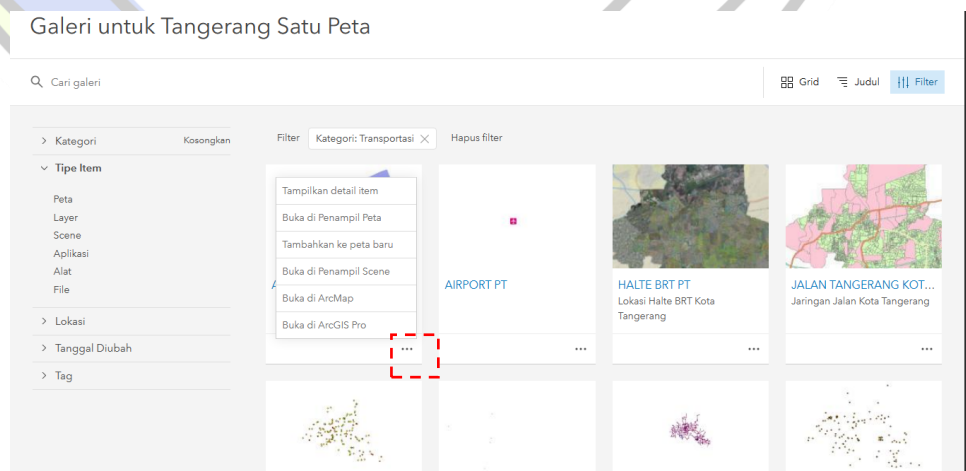 Galeri untuk Tangerang Satu Peta
Cari galeri
Grid
Judul
Filter
Kategori
Kosongkan
Tipe Item
Peta
Layer
Scene
Aplikasi
Alat
File
Lokasi
Tanggal Diubah
Tag
Filter
Kategori: Transportasi
Hapus filter
Tampilkan detail item
Buka di Penampil Peta
Tambahkan ke peta baru
Buka di Penampil Scene
Buka di ArcMap
Buka di ArcGIS Pro
AIRPORT PT
HALTE BRT PT
Lokasi Halte BRT Kota
Tangerang
JALAN TANGERANG KOT...
Jaringan Jalan Kota Tangerang